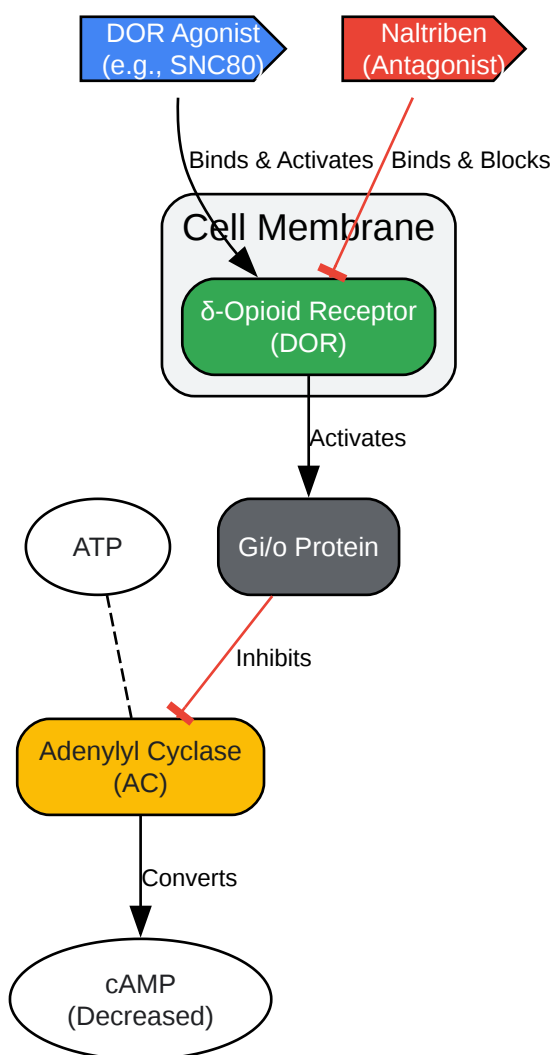 DOR Agonist
(e.g., SNC80)
Naltriben
(Antagonist)
Binds & Activates
Binds & Blocks
Cell Membrane
δ-Opioid Receptor
(DOR)
Activates
ATP
Gi/o Protein
Inhibits
Adenylyl Cyclase
(AC)
Converts
cAMP
(Decreased)